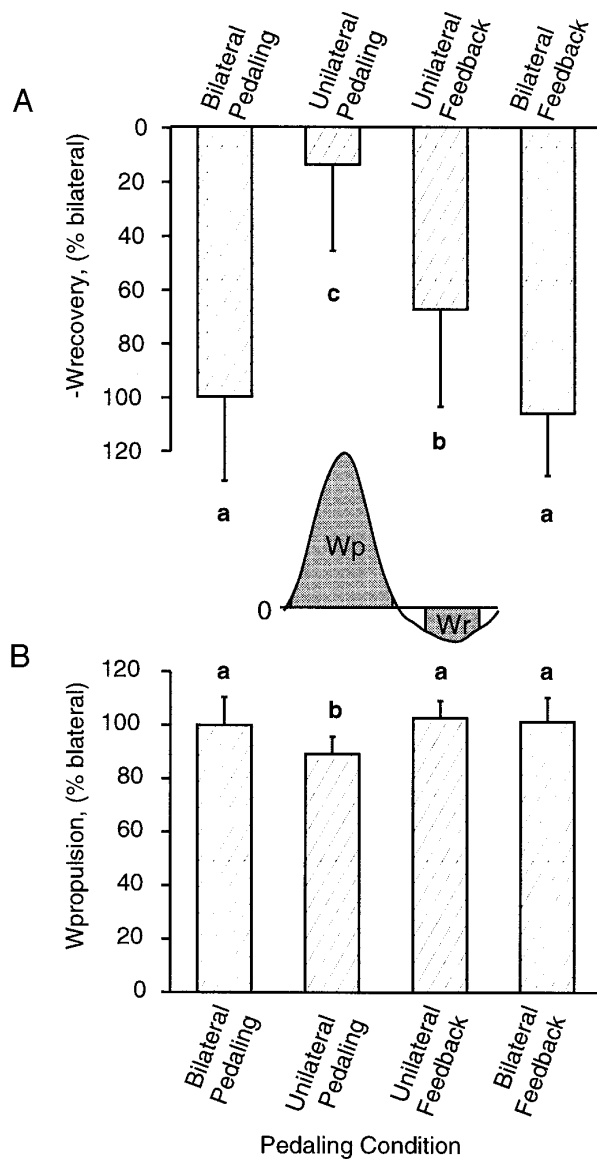 A
Bilateral
Pedaling
Unilateral
Pedaling
Unilateral
Feedback
Bilateral
Feedback
-Wrecovery, (% bilateral)
0
20
40
60
80
100
120
a
c
b
a
Wp
0
Wr
B
Wpropulsion, (% blateral)
120
100
80
60
40
20
0
a
b
a
a
Bilateral
Pedaling
Unilateral
Pedaling
Unilateral
Feedback
Bilateral
Feedback
Pedaling Condition